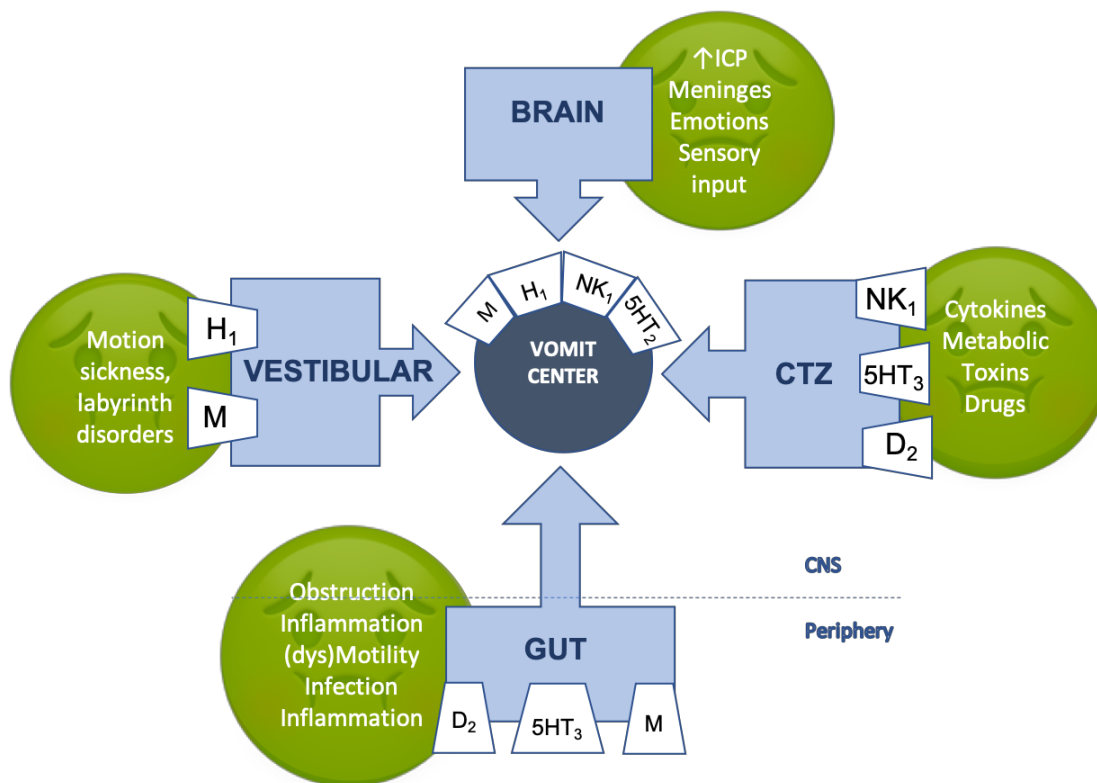 ↑ICP
Meninges
Emotions
Sensory
input
BRAIN
M
H₁
NK₁
5HT₂
VOMIT
CENTER
Motion
sickness,
labyrinth
disorders
H₁
M
VESTIBULAR
CTZ
NK₁
5HT₃
D₂
Cytokines
Metabolic
Toxins
Drugs
CNS
Periphery
Obstruction
Inflammation
(dys)Motility
Infection
Inflammation
GUT
D₂
5HT₃
M